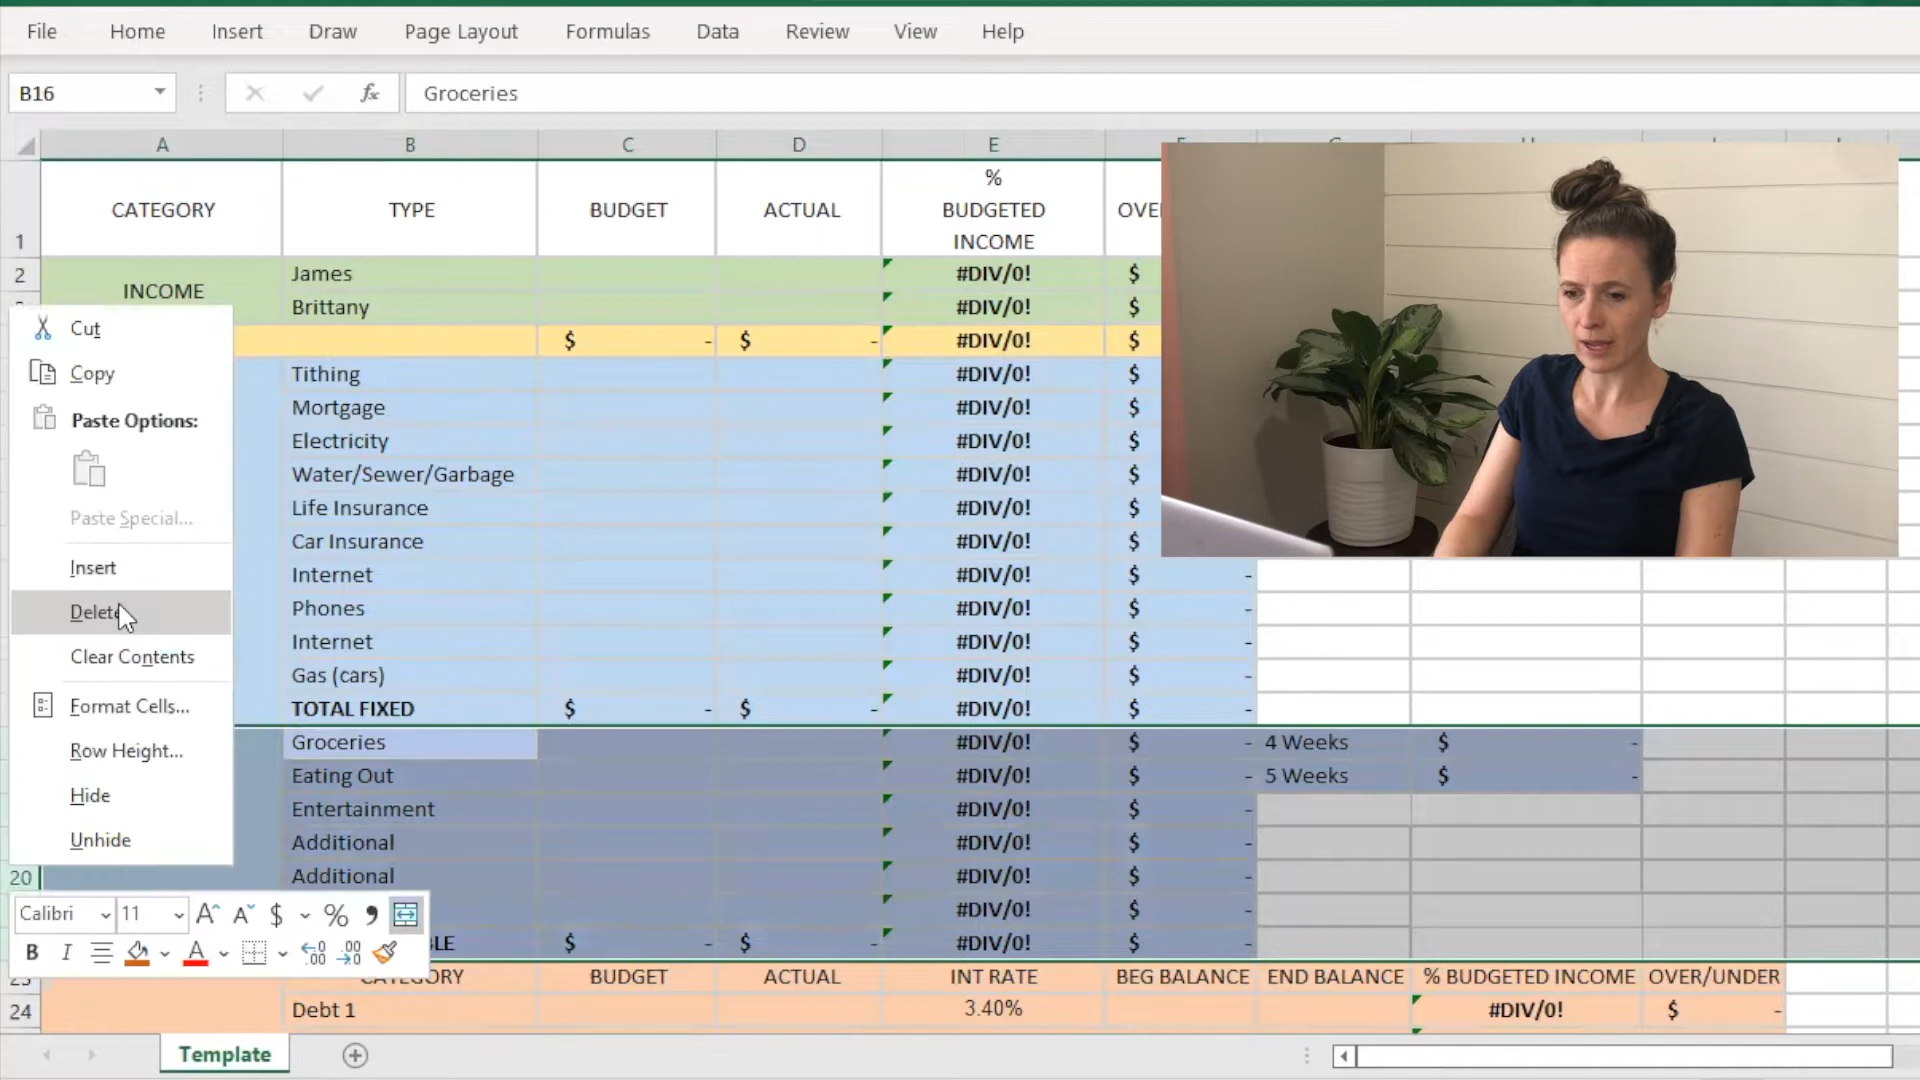 File Home Insert Draw Page Layout Formulas Data Review View Help
B16 fx Groceries
A B C D E
CATEGORY TYPE BUDGET ACTUAL % BUDGETED INCOME
1
2 INCOME James #DIV/0! $
Brittany #DIV/0! $
$ - $ - #DIV/0! $
Tithing #DIV/0! $
Mortgage #DIV/0! $
Electricity #DIV/0! $
Water/Sewer/Garbage #DIV/0! $
Life Insurance #DIV/0! $
Car Insurance #DIV/0! $
Internet #DIV/0! $ -
Phones #DIV/0! $ -
Internet #DIV/0! $ -
Gas (cars) #DIV/0! $ -
TOTAL FIXED $ - $ - #DIV/0! $ -
Groceries #DIV/0! $ - 4 Weeks $ -
Eating Out #DIV/0! $ - 5 Weeks $ -
Entertainment #DIV/0! $ -
Additional #DIV/0! $ -
20 Additional #DIV/0! $ -
#DIV/0! $ -
$ - $ - #DIV/0! $ -
CATEGORY BUDGET ACTUAL INT RATE BEG BALANCE END BALANCE % BUDGETED INCOME OVER/UNDER
24 Debt 1 3.40% #DIV/0! $ -
Cut
Copy
Paste Options:
Paste Special...
Insert
Delete
Clear Contents
Format Cells...
Row Height...
Hide
Unhide
Calibri 11 A^ A˅ $ % ,
B I A
Template